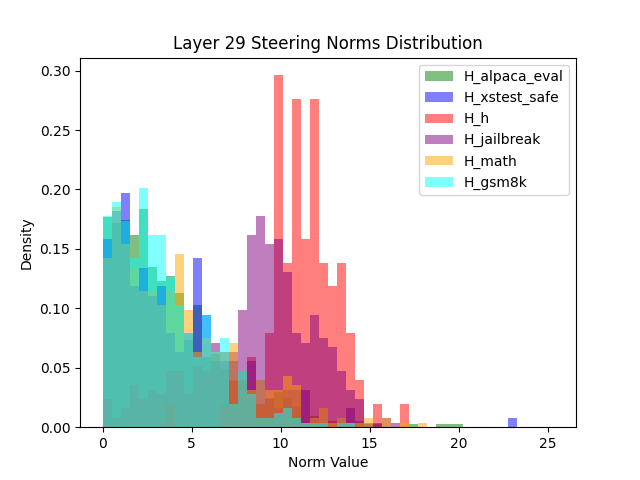 Layer 29 Steering Norms Distribution
H_alpaca_eval
H_xstest_safe
H_h
H_jailbreak
H_math
H_gsm8k
0.30
0.25
0.20
0.15
0.10
0.05
0.00
Density
0
5
10
15
20
25
Norm Value